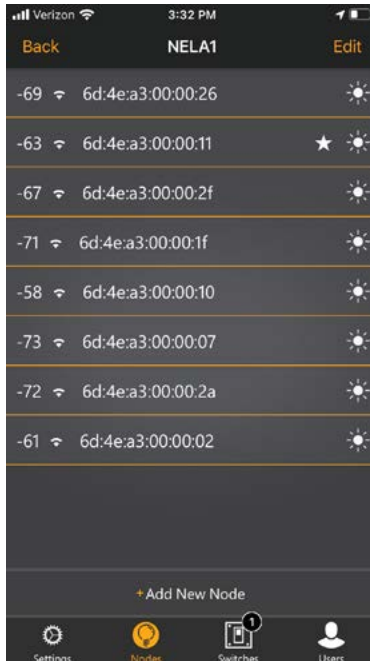 Verizon 3:32 PM
Back NELA1 Edit
-69 6d:4e:a3:00:00:26
-63 6d:4e:a3:00:00:11
-67 6d:4e:a3:00:00:2f
-71 6d:4e:a3:00:00:1f
-58 6d:4e:a3:00:00:10
-73 6d:4e:a3:00:00:07
-72 6d:4e:a3:00:00:2a
-61 6d:4e:a3:00:00:02
+Add New Node
1
Settings Nodes Switches Users